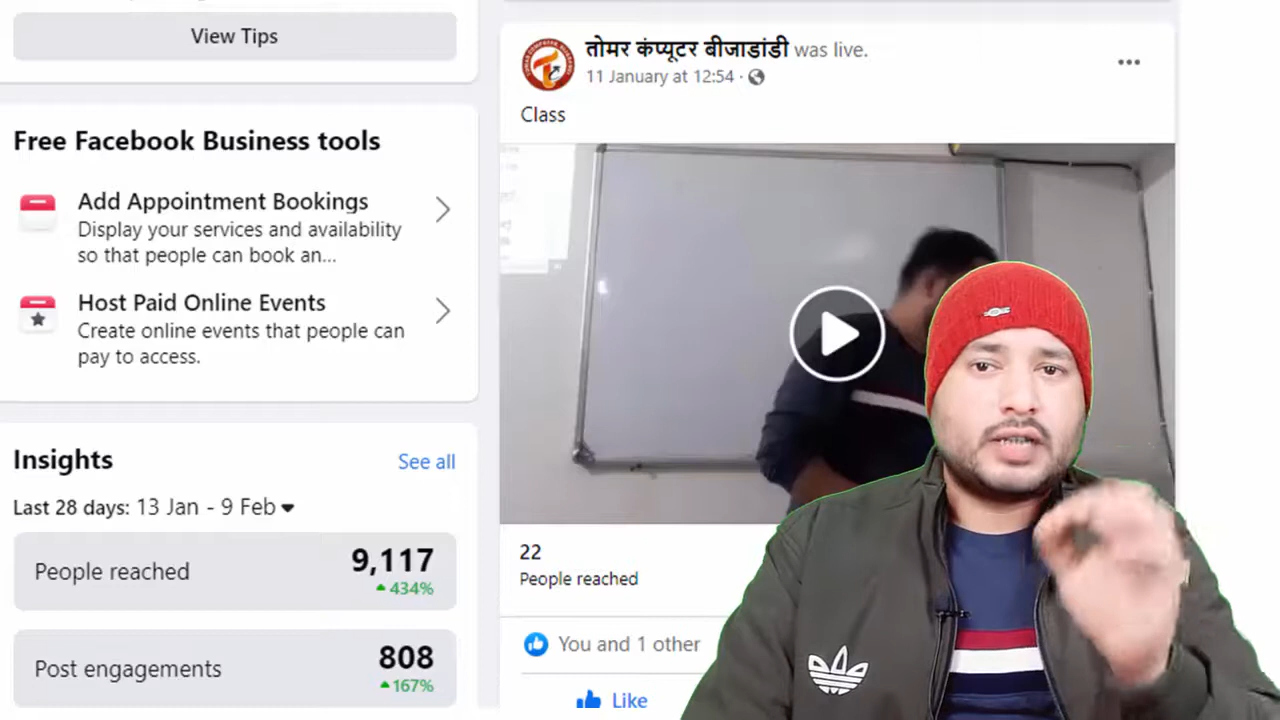 View Tips
Free Facebook Business tools
Add Appointment Bookings
Display your services and availability
so that people can book an...
Host Paid Online Events
Create online events that people can
pay to access.
Insights
See all
Last 28 days: 13 Jan - 9 Feb
People reached
9,117
434%
Post engagements
808
167%
तोमर कंप्यूटर बीजाडांडी was live.
11 January at 12:54 ·
Class
22
People reached
You and 1 other
Like